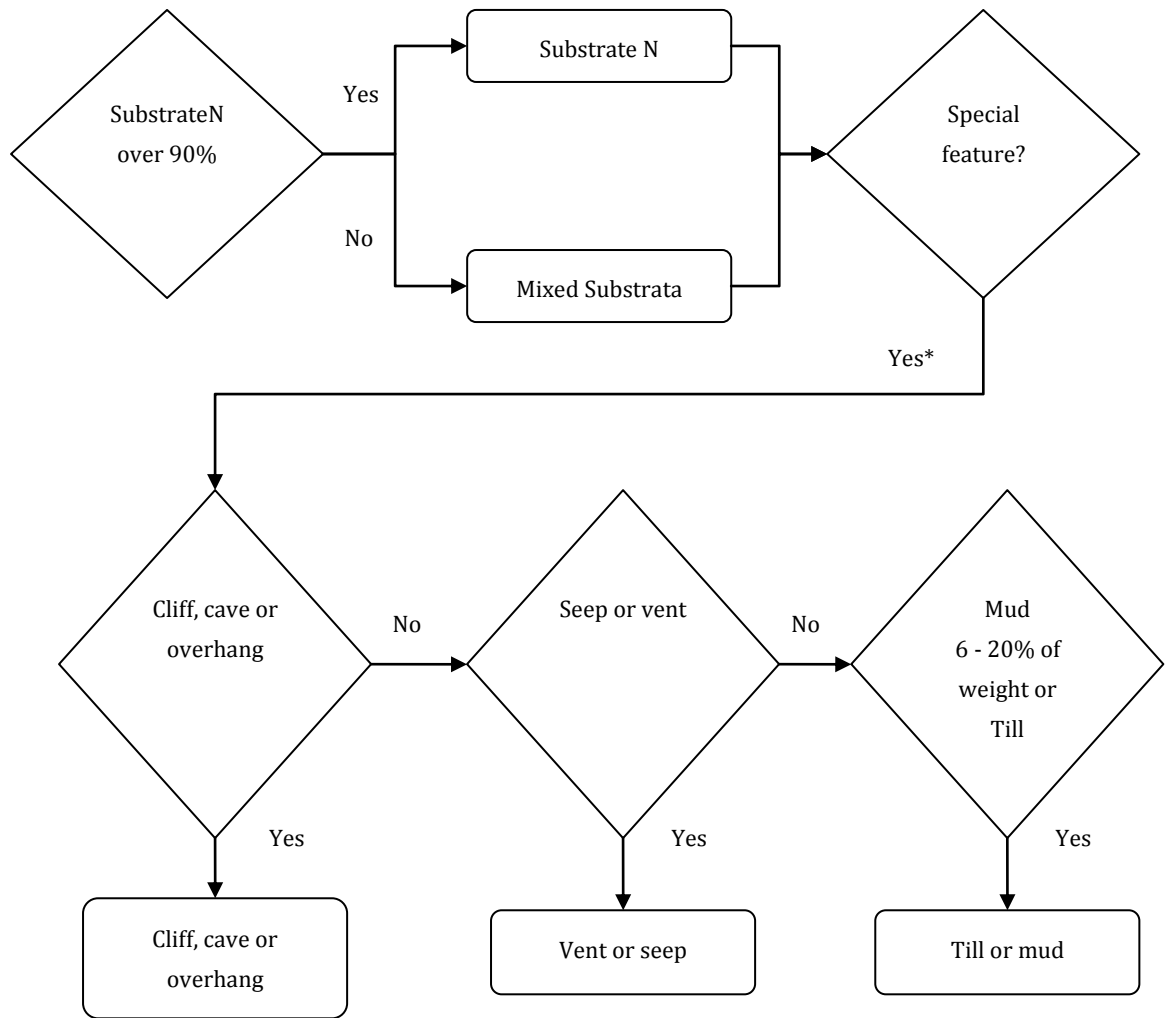 Substrate N
Yes
SubstrateN
over 90%
Special
feature?
No
Mixed Substrata
Yes*
Cliff, cave or
overhang
No
Seep or vent
No
Mud
6 - 20% of
weight or
Till
Yes
Yes
Yes
Cliff, cave or
overhang
Vent or seep
Till or mud